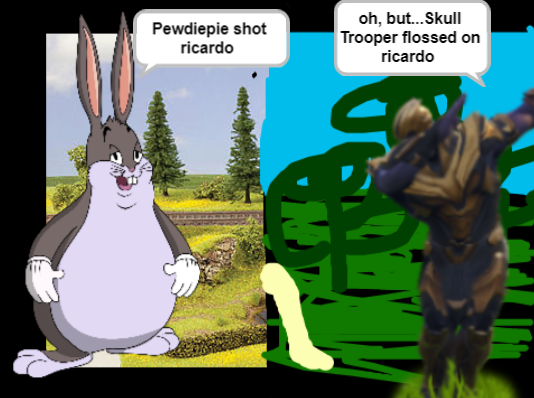 Pewdiepie shot
ricardo
oh, but...Skull
Trooper flossed on
ricardo